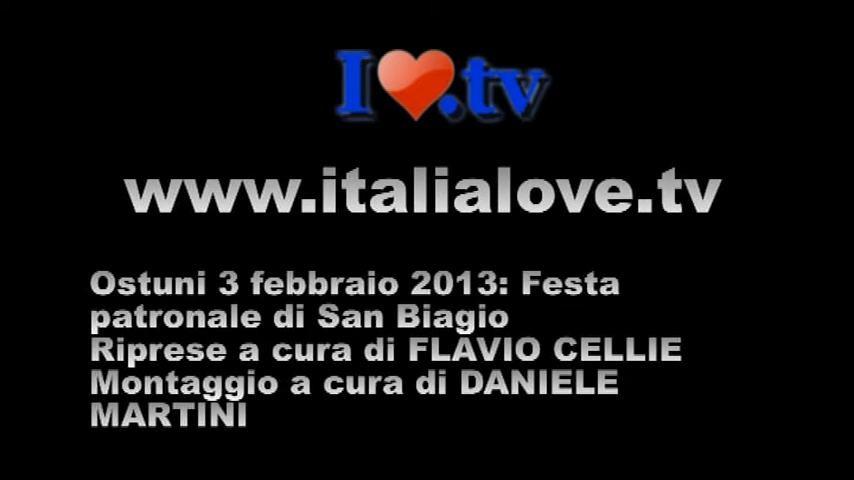 I .tv
www.italialove.tv
Ostuni 3 febbraio 2013: Festa
patronale di San Biagio
Riprese a cura di FLAVIO CELLIE
Montaggio a cura di DANIELE
MARTINI